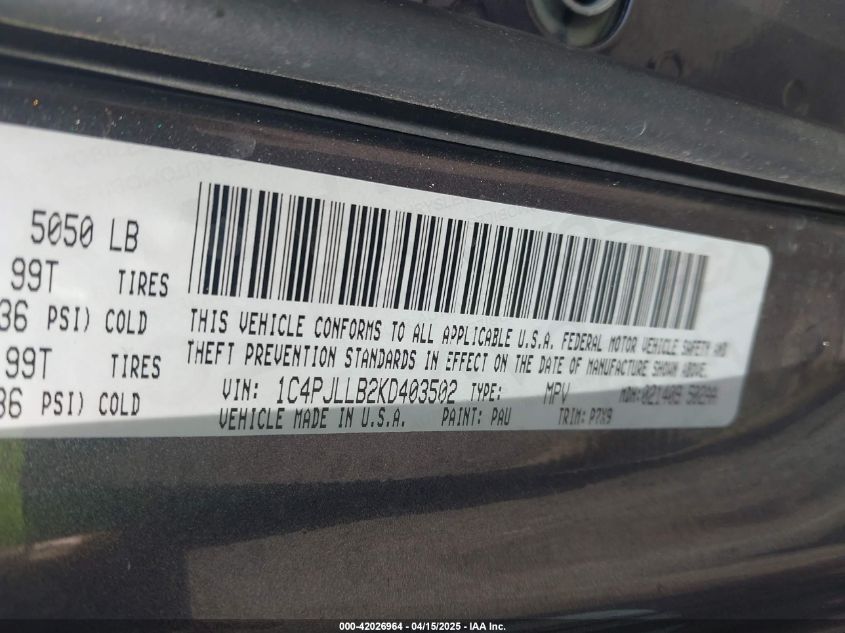 5050 LB
99T TIRES
36 PSI) COLD
99T TIRES
36 PSI) COLD
THIS VEHICLE CONFORMS TO ALL APPLICABLE U.S.A. FEDERAL MOTOR VEHICLE SAFETY AND
THEFT PREVENTION STANDARDS IN EFFECT ON THE DATE OF MANUFACTURE SHOWN ABOVE.
VIN: 1C4PJLLB2KD403502 TYPE: MPV MDH:
VEHICLE MADE IN U.S.A. PAINT: PAU TRIM: P7X9
000-42026964 - 04/15/2025 - IAA Inc.